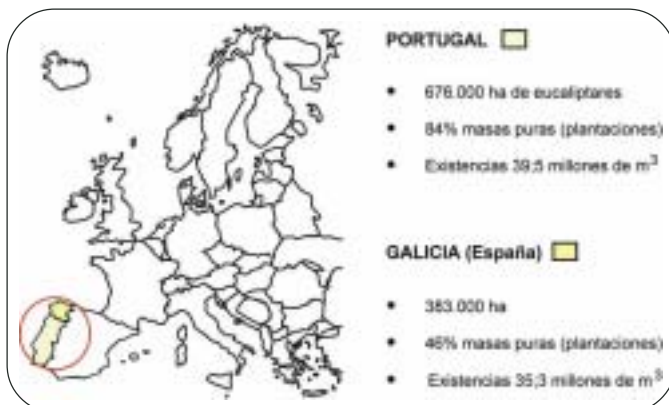 PORTUGAL
• 676.000 ha de eucaliptares
• 84% masas puras (plantaciones)
• Existencias 39,5 millones de m³
GALICIA (España)
• 383.000 ha
• 46% masas puras (plantaciones)
• Existencias 35,3 millones de m³